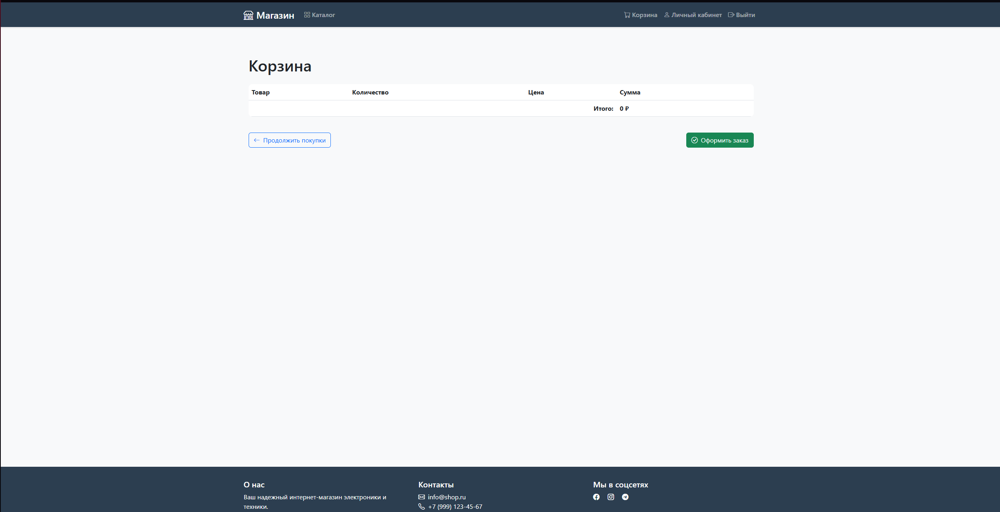 Магазин Каталог Корзина Личный кабинет Выйти
Корзина
Товар Количество Цена Сумма
Итого: 0 ₽
Продолжить покупки Оформить заказ
О нас
Ваш надежный интернет-магазин электроники и
техники.
Контакты
info@shop.ru
+7 (999) 123-45-67
Мы в соцсетях